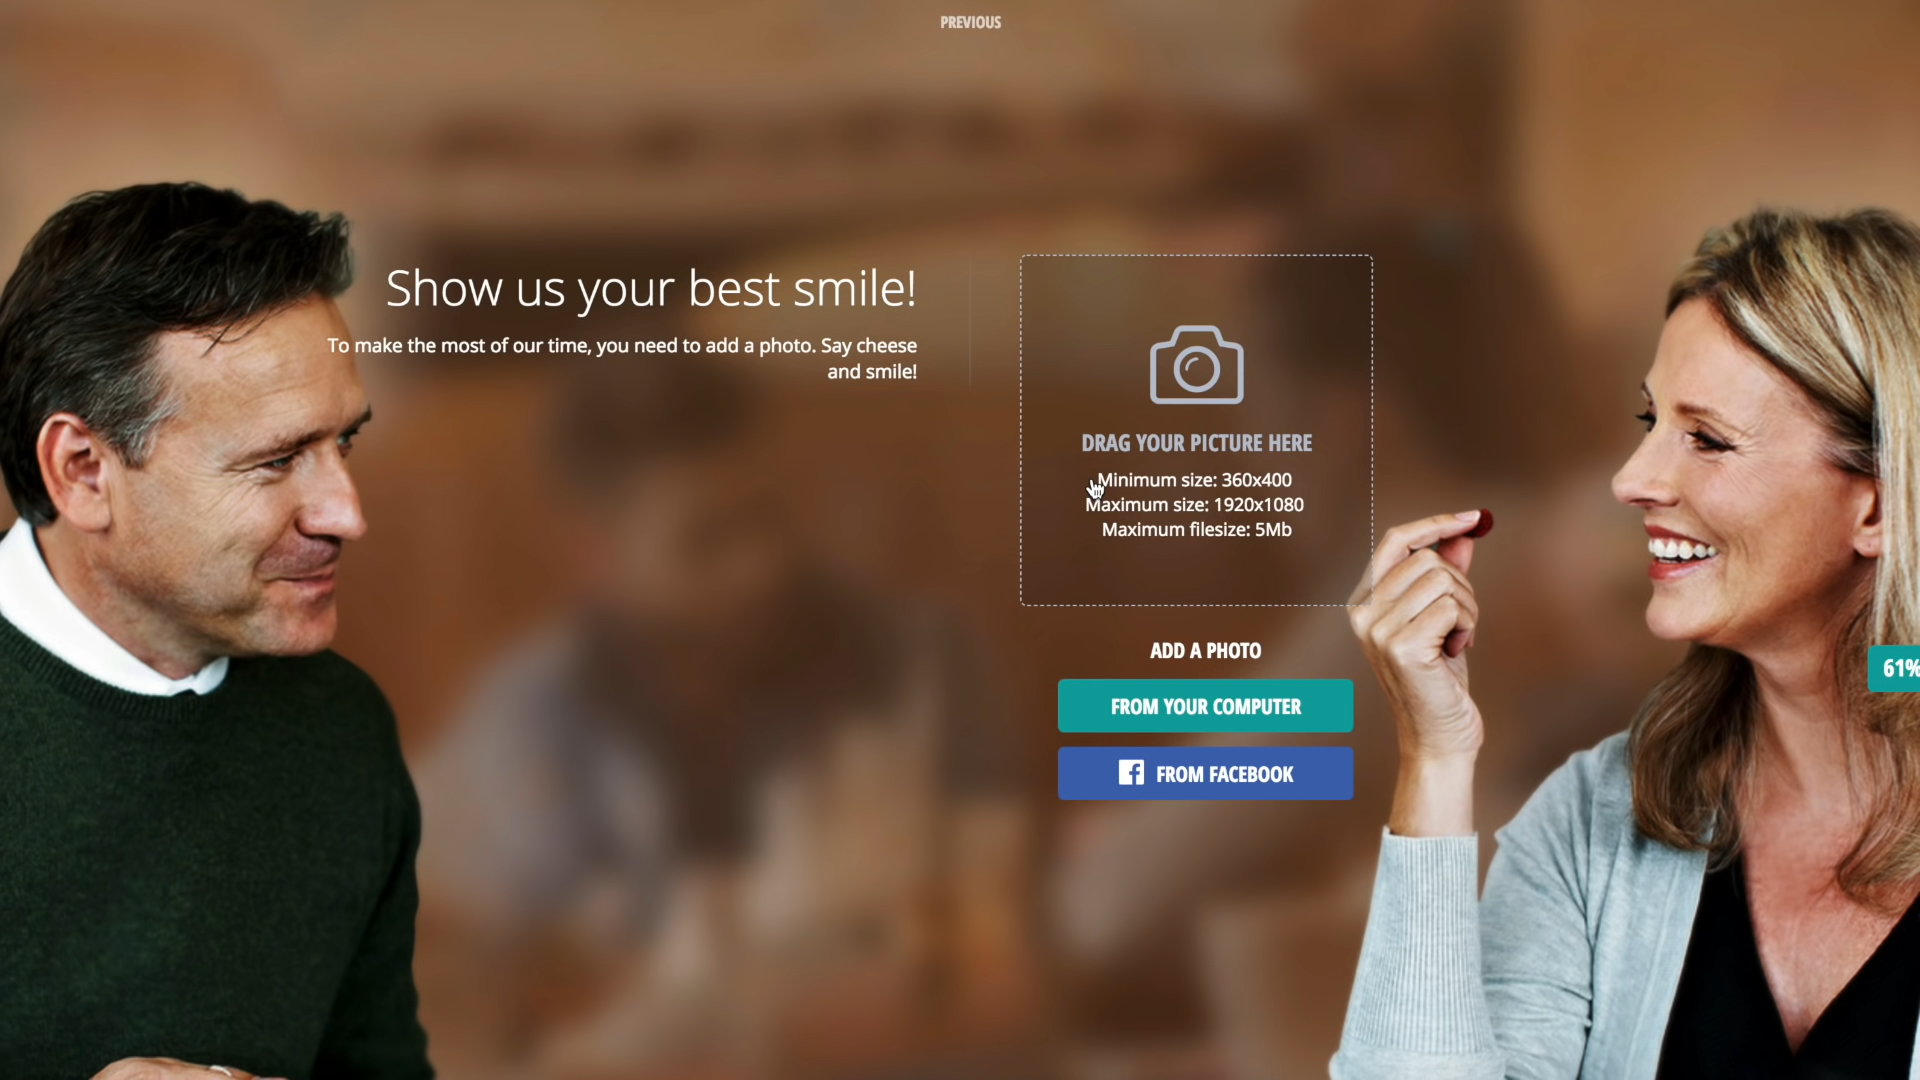 PREVIOUS
Show us your best smile!
To make the most of our time, you need to add a photo. Say cheese
and smile!
DRAG YOUR PICTURE HERE
Minimum size: 360x400
Maximum size: 1920x1080
Maximum filesize: 5Mb
ADD A PHOTO
FROM YOUR COMPUTER
FROM FACEBOOK
61%